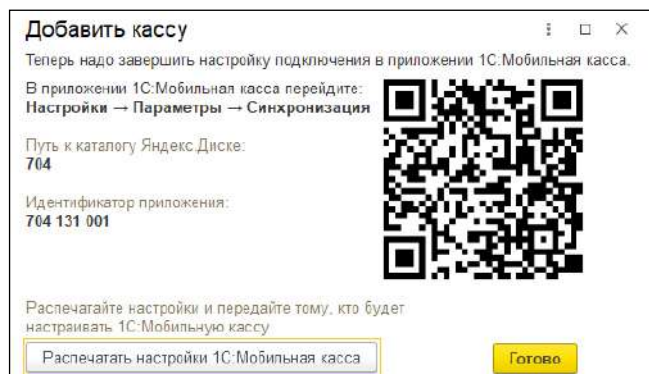 Добавить кассу
Теперь надо завершить настройку подключения в приложении 1С:Мобильная касса.
В приложении 1С:Мобильная касса перейдите:
Настройки → Параметры → Синхронизация
Путь к каталогу Яндекс.Диске:
704
Идентификатор приложения:
704 131 001
Распечатайте настройки и передайте тому, кто будет
настраивать 1С:Мобильную кассу
Распечатать настройки 1С:Мобильная касса
Готово